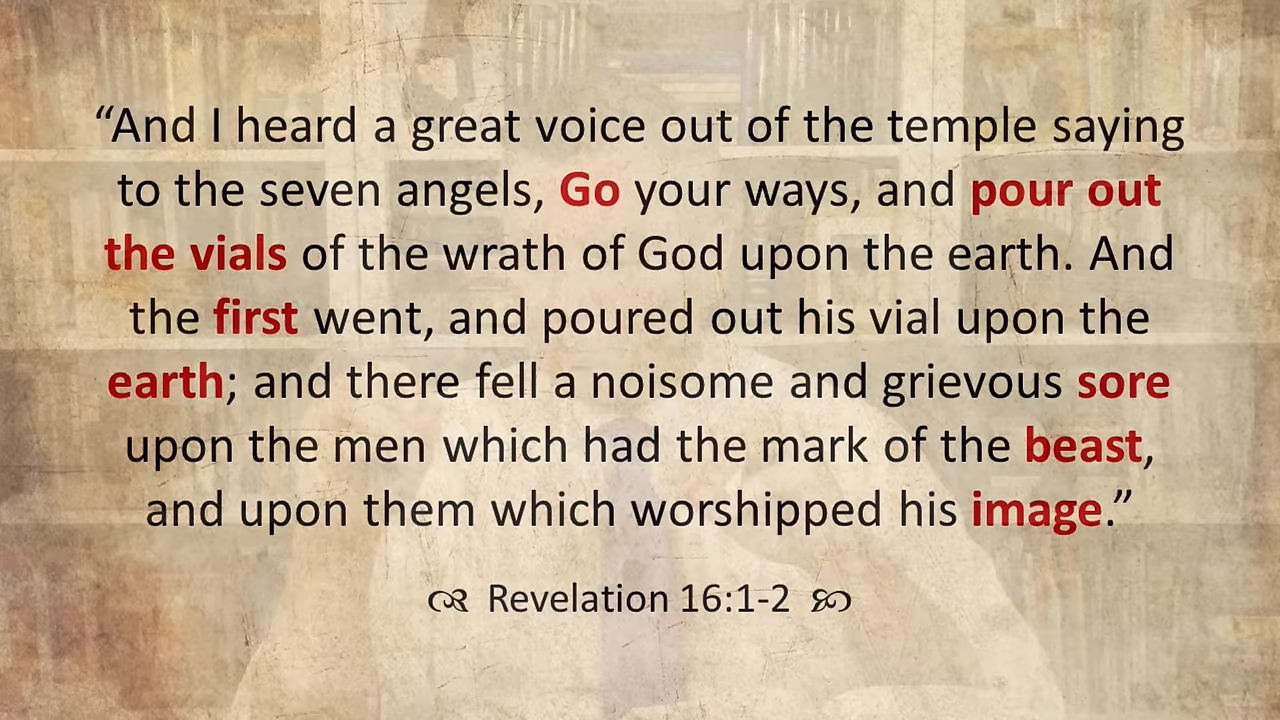 “And I heard a great voice out of the temple saying
to the seven angels, Go your ways, and pour out
the vials of the wrath of God upon the earth. And
the first went, and poured out his vial upon the
earth; and there fell a noisome and grievous sore
upon the men which had the mark of the beast,
and upon them which worshipped his image.”
Revelation 16:1-2